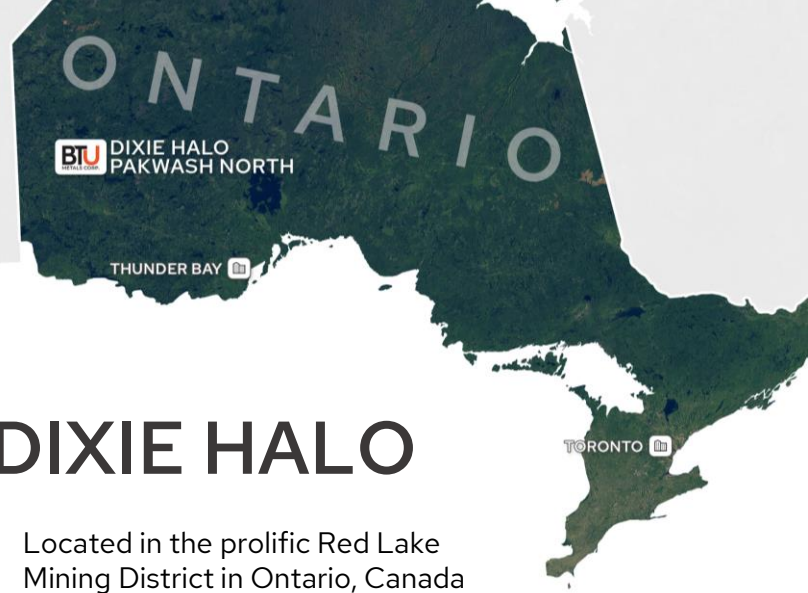 ONTARIO
BTU
METALS CORP.
DIXIE HALO
PAKWASH NORTH
THUNDER BAY
DIXIE HALO
TORONTO
Located in the prolific Red Lake
Mining District in Ontario, Canada